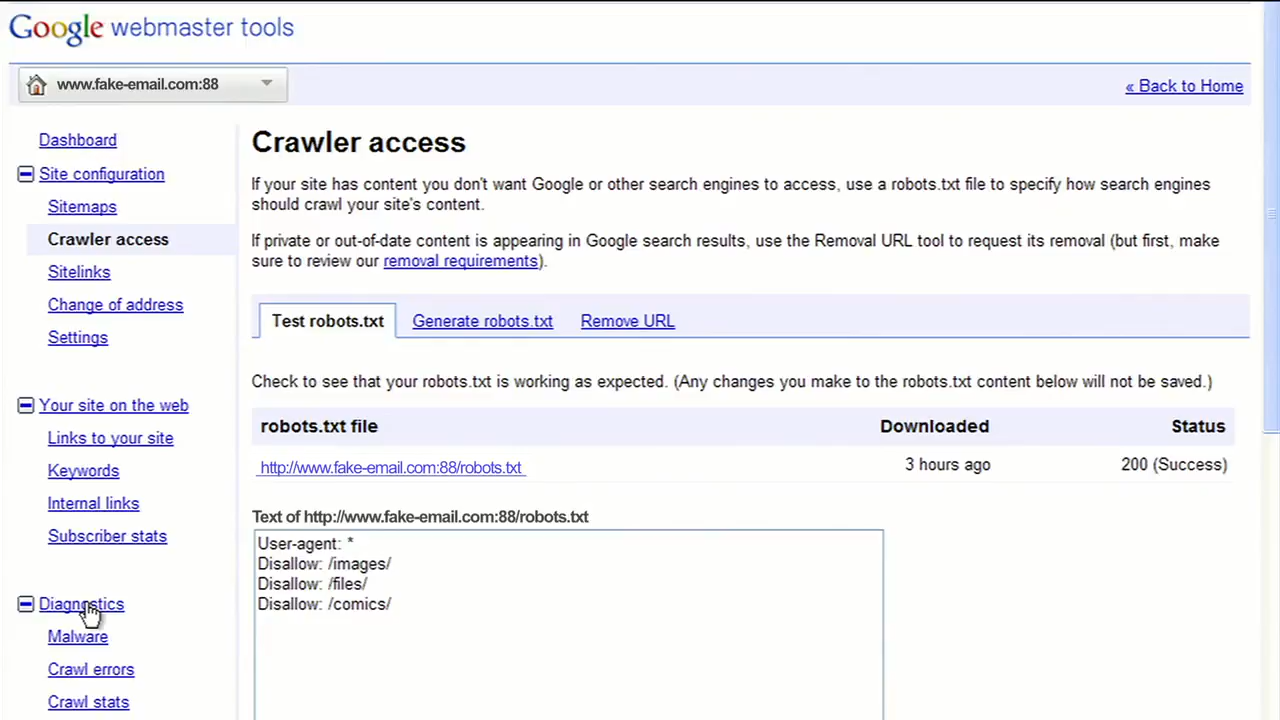 Google webmaster tools
www.fake-email.com:88
« Back to Home
Dashboard
Site configuration
Sitemaps
Crawler access
Sitelinks
Change of address
Settings
Your site on the web
Links to your site
Keywords
Internal links
Subscriber stats
Diagnostics
Malware
Crawl errors
Crawl stats
Crawler access
If your site has content you don't want Google or other search engines to access, use a robots.txt file to specify how search engines
should crawl your site's content.
If private or out-of-date content is appearing in Google search results, use the Removal URL tool to request its removal (but first, make
sure to review our removal requirements).
Test robots.txt Generate robots.txt Remove URL
Check to see that your robots.txt is working as expected. (Any changes you make to the robots.txt content below will not be saved.)
robots.txt file Downloaded Status
http://www.fake-email.com:88/robots.txt 3 hours ago 200 (Success)
Text of http://www.fake-email.com:88/robots.txt
User-agent: *
Disallow: /images/
Disallow: /files/
Disallow: /comics/